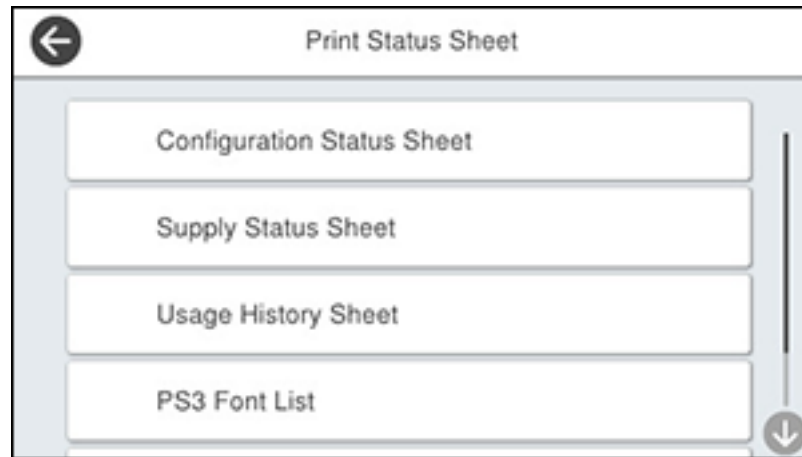 Print Status Sheet
Configuration Status Sheet
Supply Status Sheet
Usage History Sheet
PS3 Font List